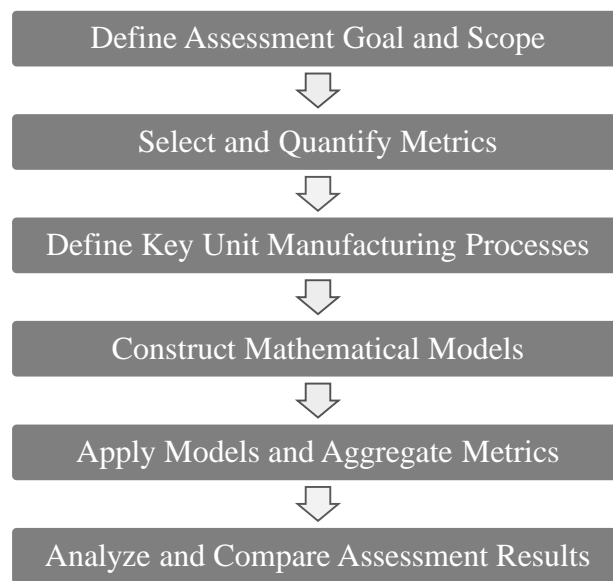 Define Assessment Goal and Scope
Select and Quantify Metrics
Define Key Unit Manufacturing Processes
Construct Mathematical Models
Apply Models and Aggregate Metrics
Analyze and Compare Assessment Results